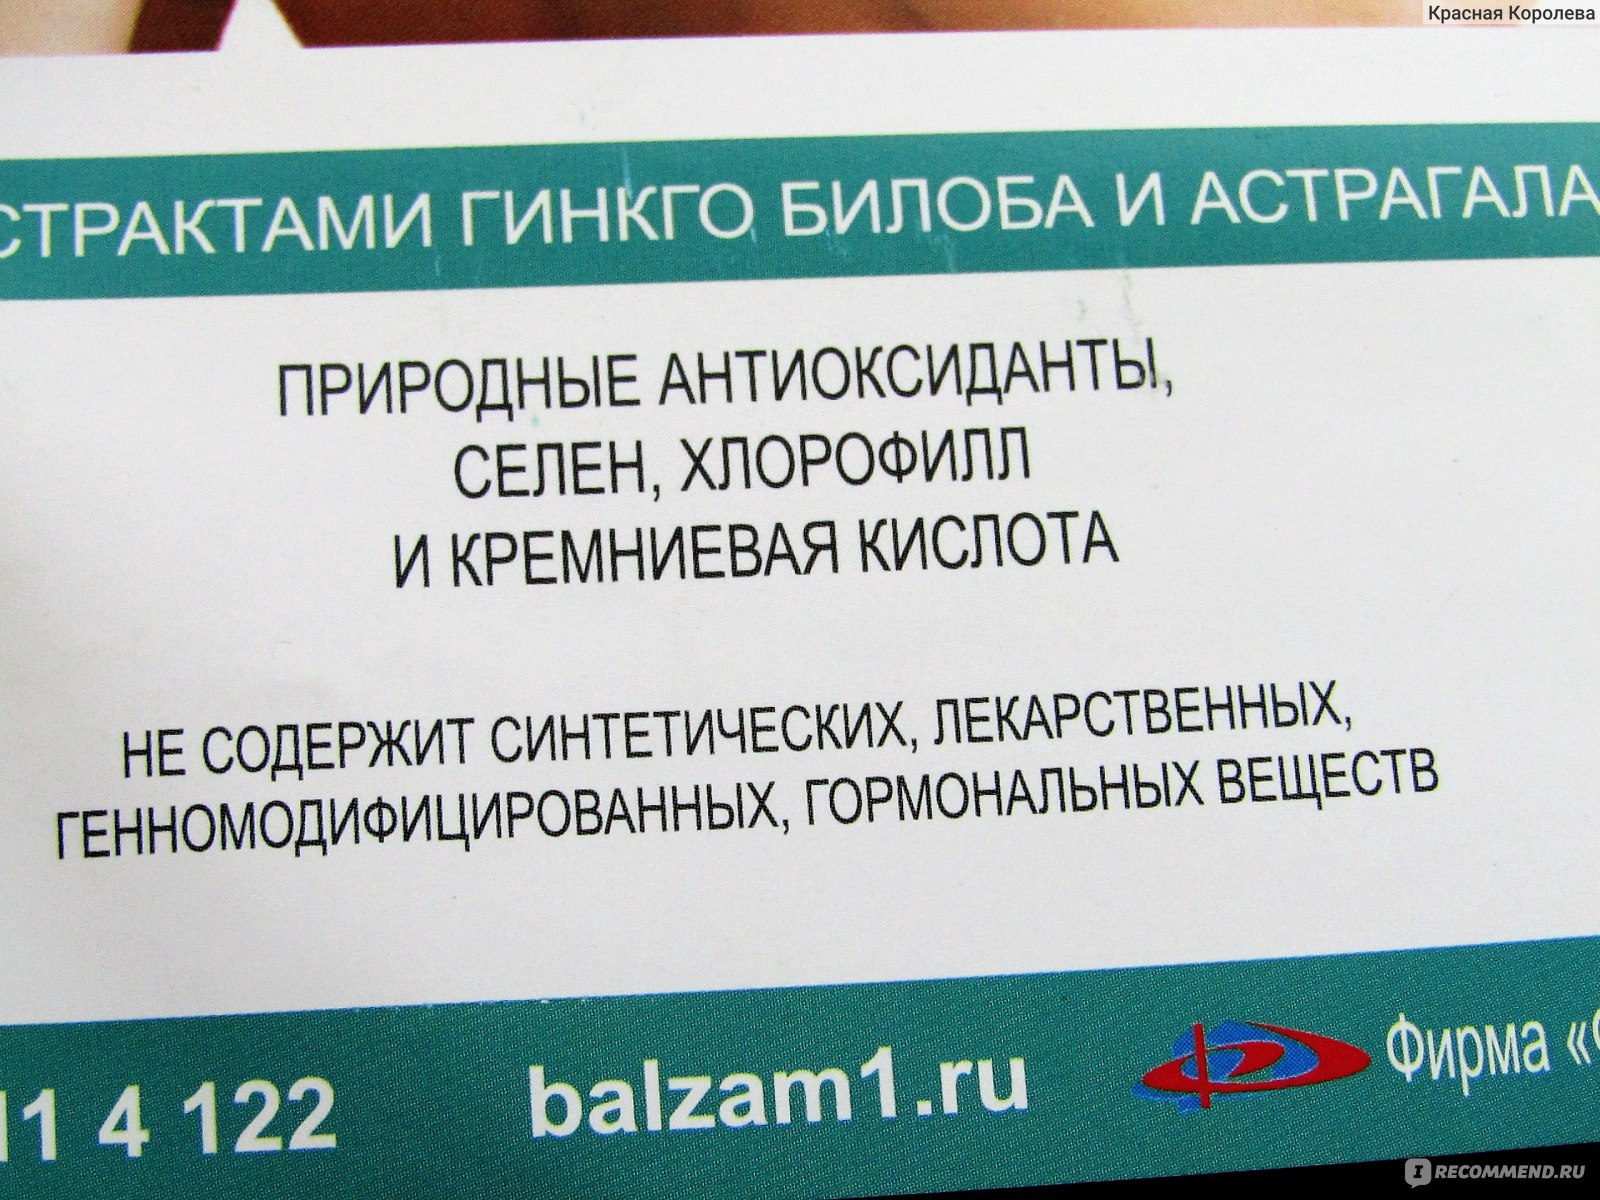 Красная Королева
СТРАКТАМИ ГИНКГО БИЛОБА И АСТРАГАЛА
ПРИРОДНЫЕ АНТИОКСИДАНТЫ,
СЕЛЕН, ХЛОРОФИЛЛ
И КРЕМНИЕВАЯ КИСЛОТА
НЕ СОДЕРЖИТ СИНТЕТИЧЕСКИХ, ЛЕКАРСТВЕННЫХ,
ГЕННОМОДИФИЦИРОВАННЫХ, ГОРМОНАЛЬНЫХ ВЕЩЕСТВ
11 4 122 balzam1.ru Фирма «
IRECOMMEND.RU